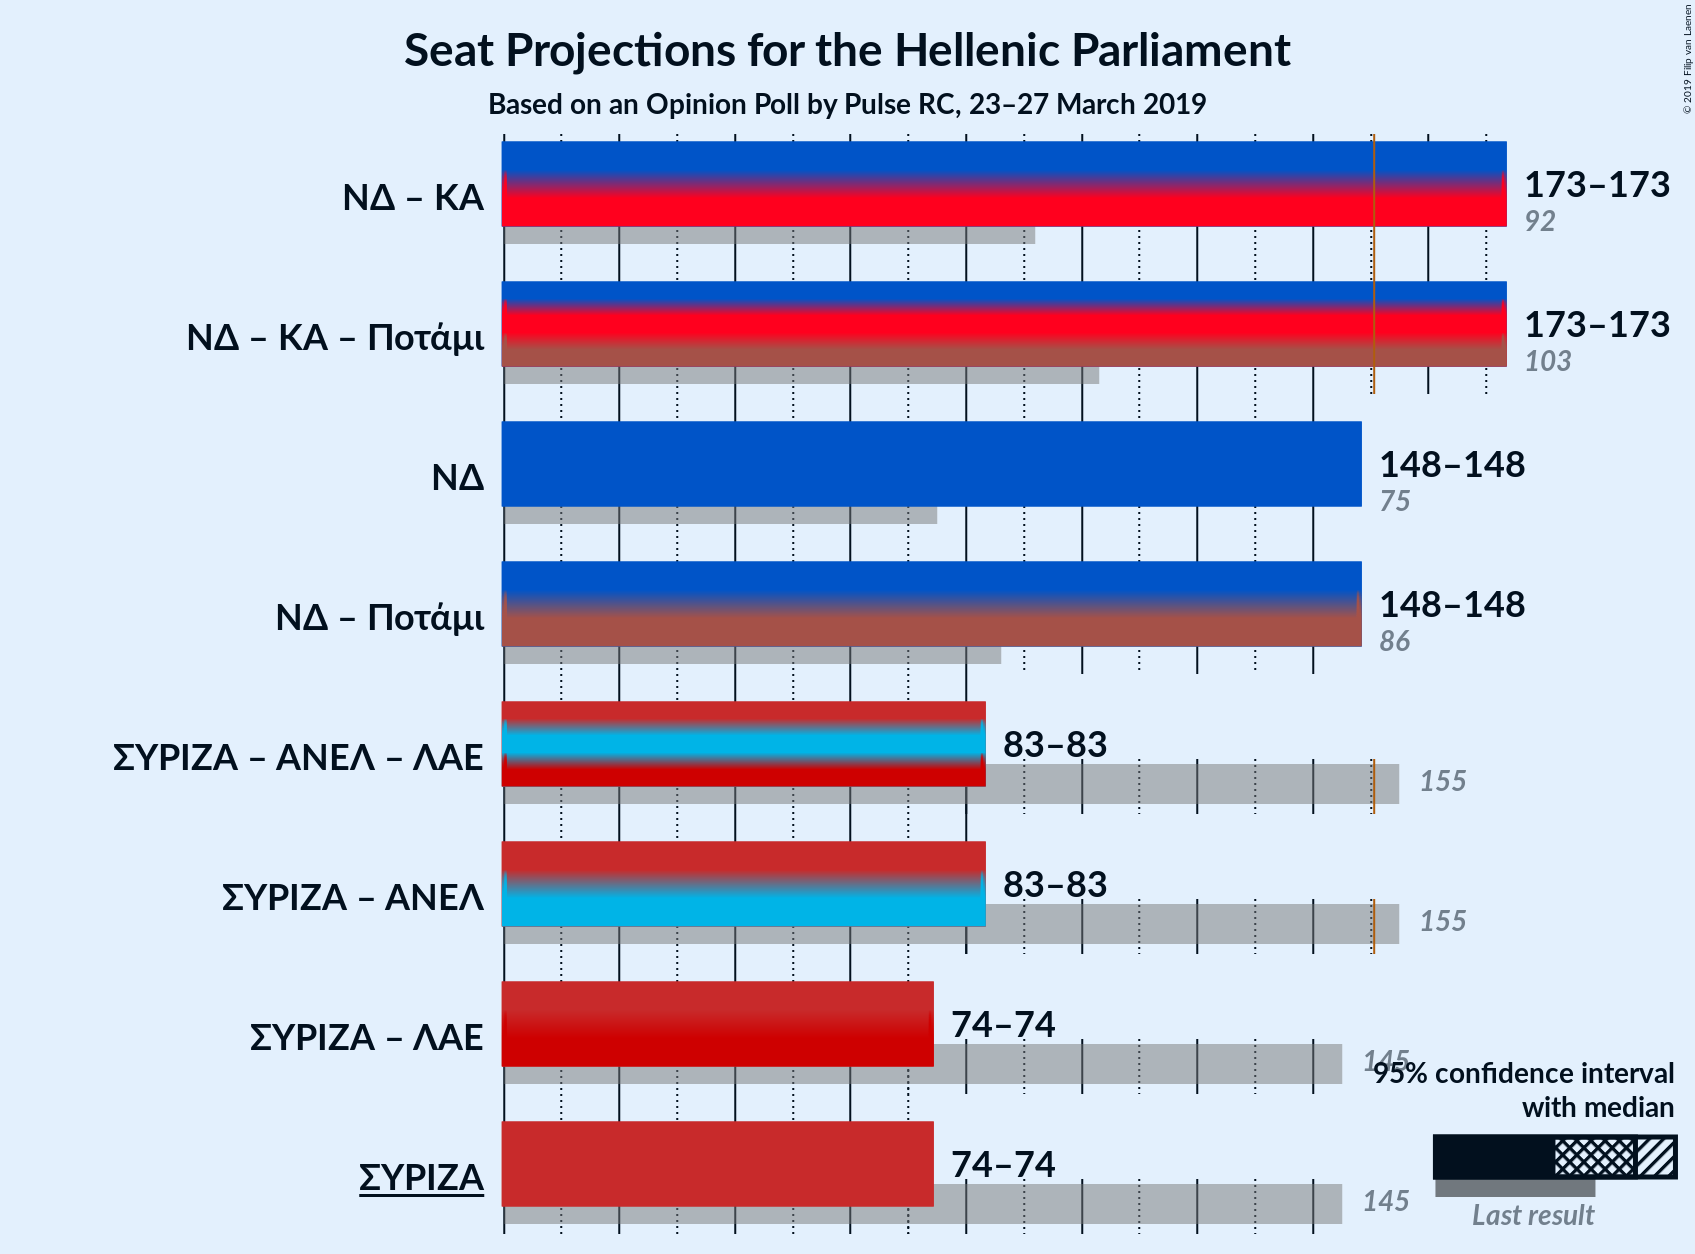 Seat Projections for the Hellenic Parliament
Based on an Opinion Poll by Pulse RC, 23–27 March 2019
© 2019 Filip van Laenen
ΝΔ – ΚΑ
173–173
92
ΝΔ – ΚΑ – Ποτάμι
173–173
103
ΝΔ
148–148
75
ΝΔ – Ποτάμι
148–148
86
ΣΥΡΙΖΑ – ΑΝΕΛ – ΛΑΕ
83–83
155
ΣΥΡΙΖΑ – ΑΝΕΛ
83–83
155
ΣΥΡΙΖΑ – ΛΑΕ
74–74
145
ΣΥΡΙΖΑ
74–74
145
95% confidence interval
with median
Last result